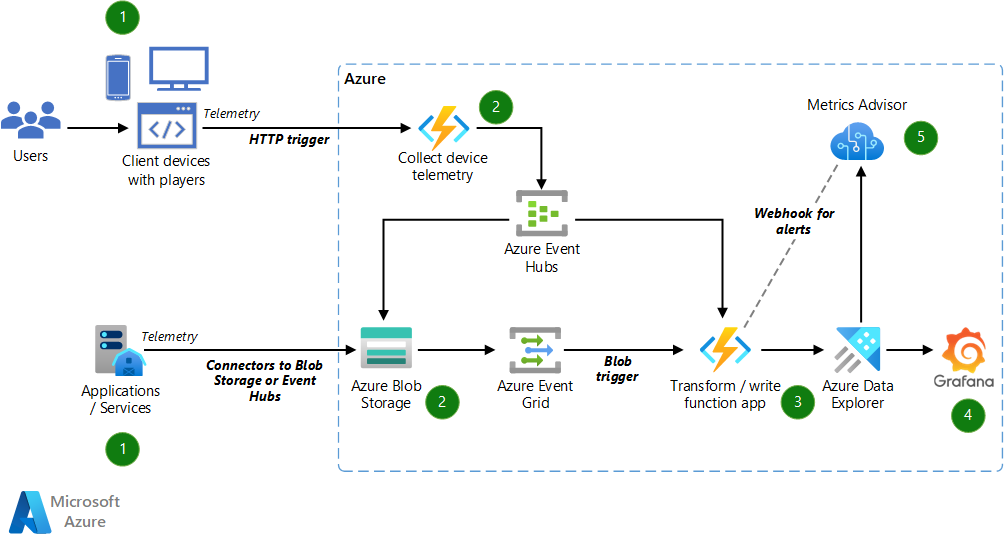 1
Azure
Metrics Advisor
2
5
Telemetry
HTTP trigger
Users
Client devices
with players
Collect device
telemetry
Webhook for
alerts
Azure Event
Hubs
Telemetry
Connectors to Blob
Storage or Event
Hubs
Blob
trigger
Applications
/ Services
Azure Blob
Storage
2
Azure Event
Grid
Transform / write
function app
3
Azure Data
Explorer
Grafana
4
1
Microsoft
Azure